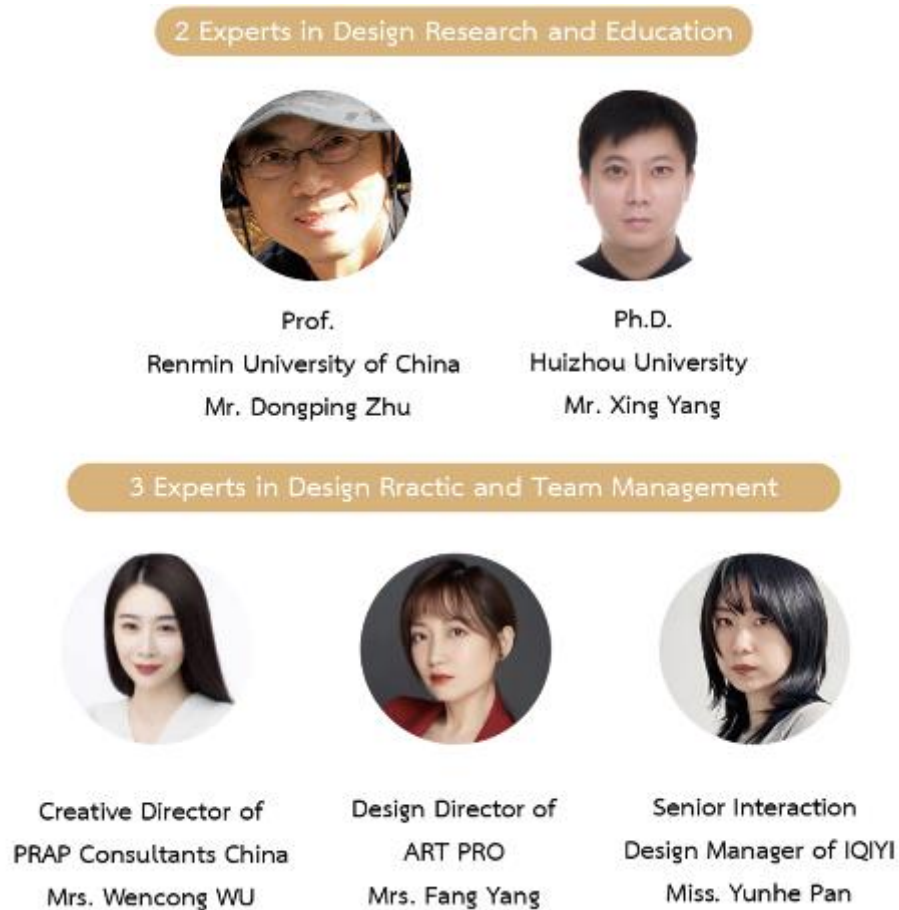 2 Experts in Design Research and Education
Prof.
Renmin University of China
Mr. Dongping Zhu
Ph.D.
Huizhou University
Mr. Xing Yang
3 Experts in Design Rractic and Team Management
Creative Director of
PRAP Consultants China
Mrs. Wencong WU
Design Director of
ART PRO
Mrs. Fang Yang
Senior Interaction
Design Manager of IQIYI
Miss. Yunhe Pan